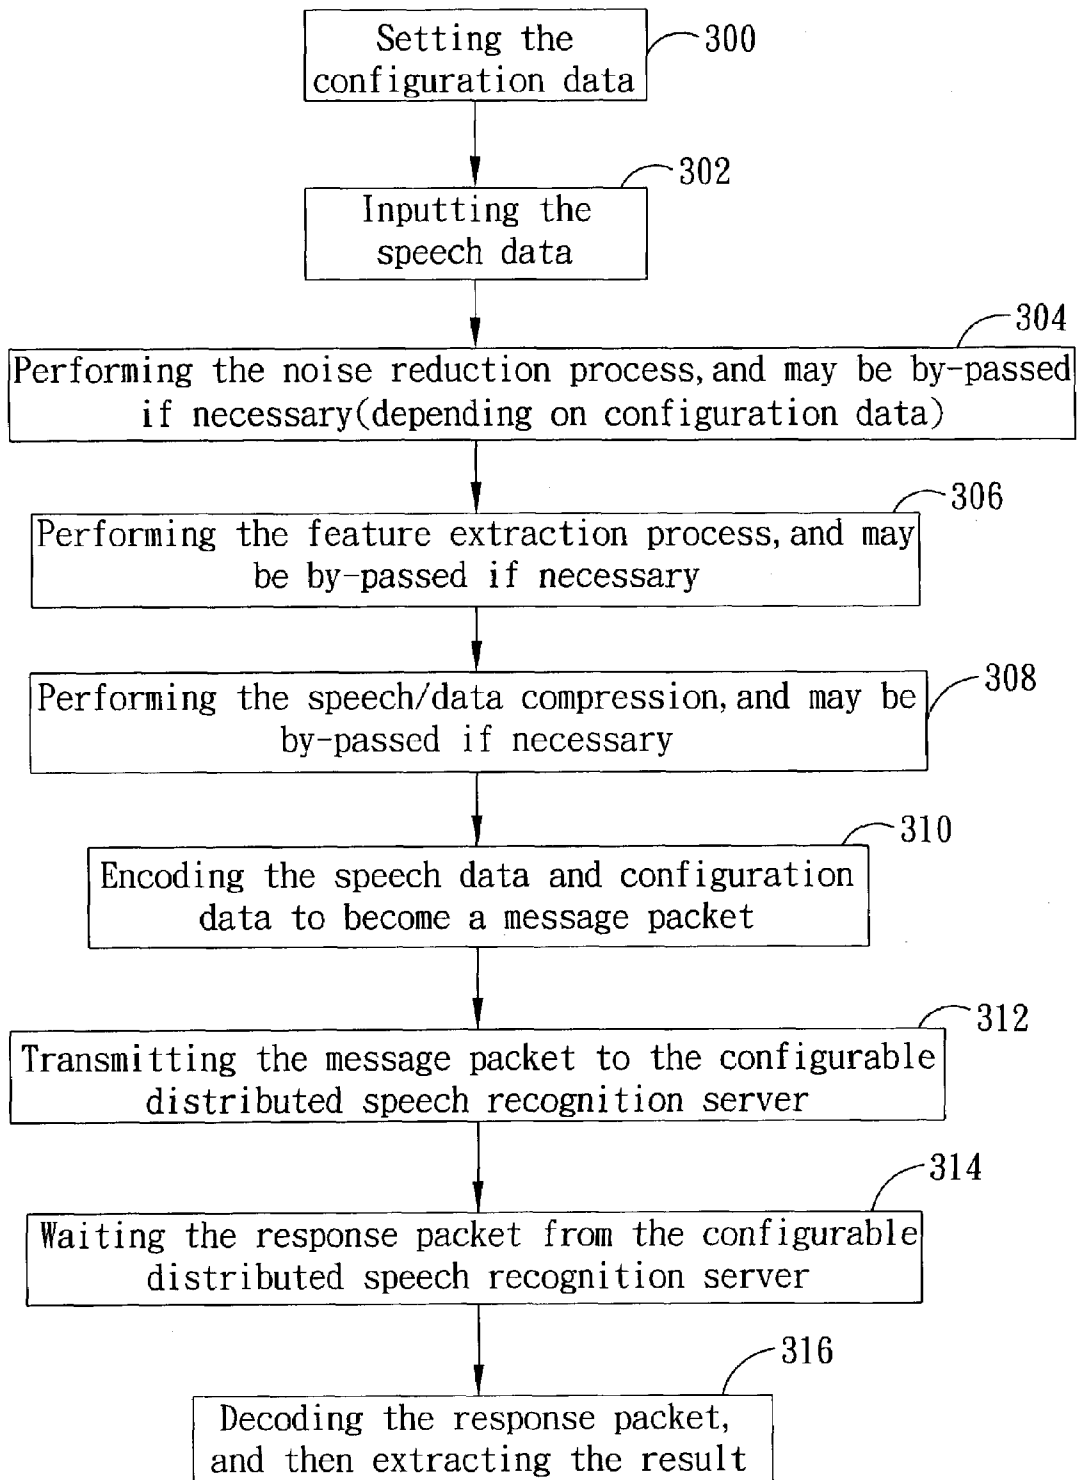 Setting the
configuration data
300
302
Inputting the
speech data
304
Performing the noise reduction process, and may be by-passed
if necessary(depending on configuration data)
306
Performing the feature extraction process, and may
be by-passed if necessary
308
Performing the speech/data compression, and may be
by-passed if necessary
310
Encoding the speech data and configuration
data to become a message packet
312
Transmitting the message packet to the configurable
distributed speech recognition server
314
Waiting the response packet from the configurable
distributed speech recognition server
316
Decoding the response packet,
and then extracting the result